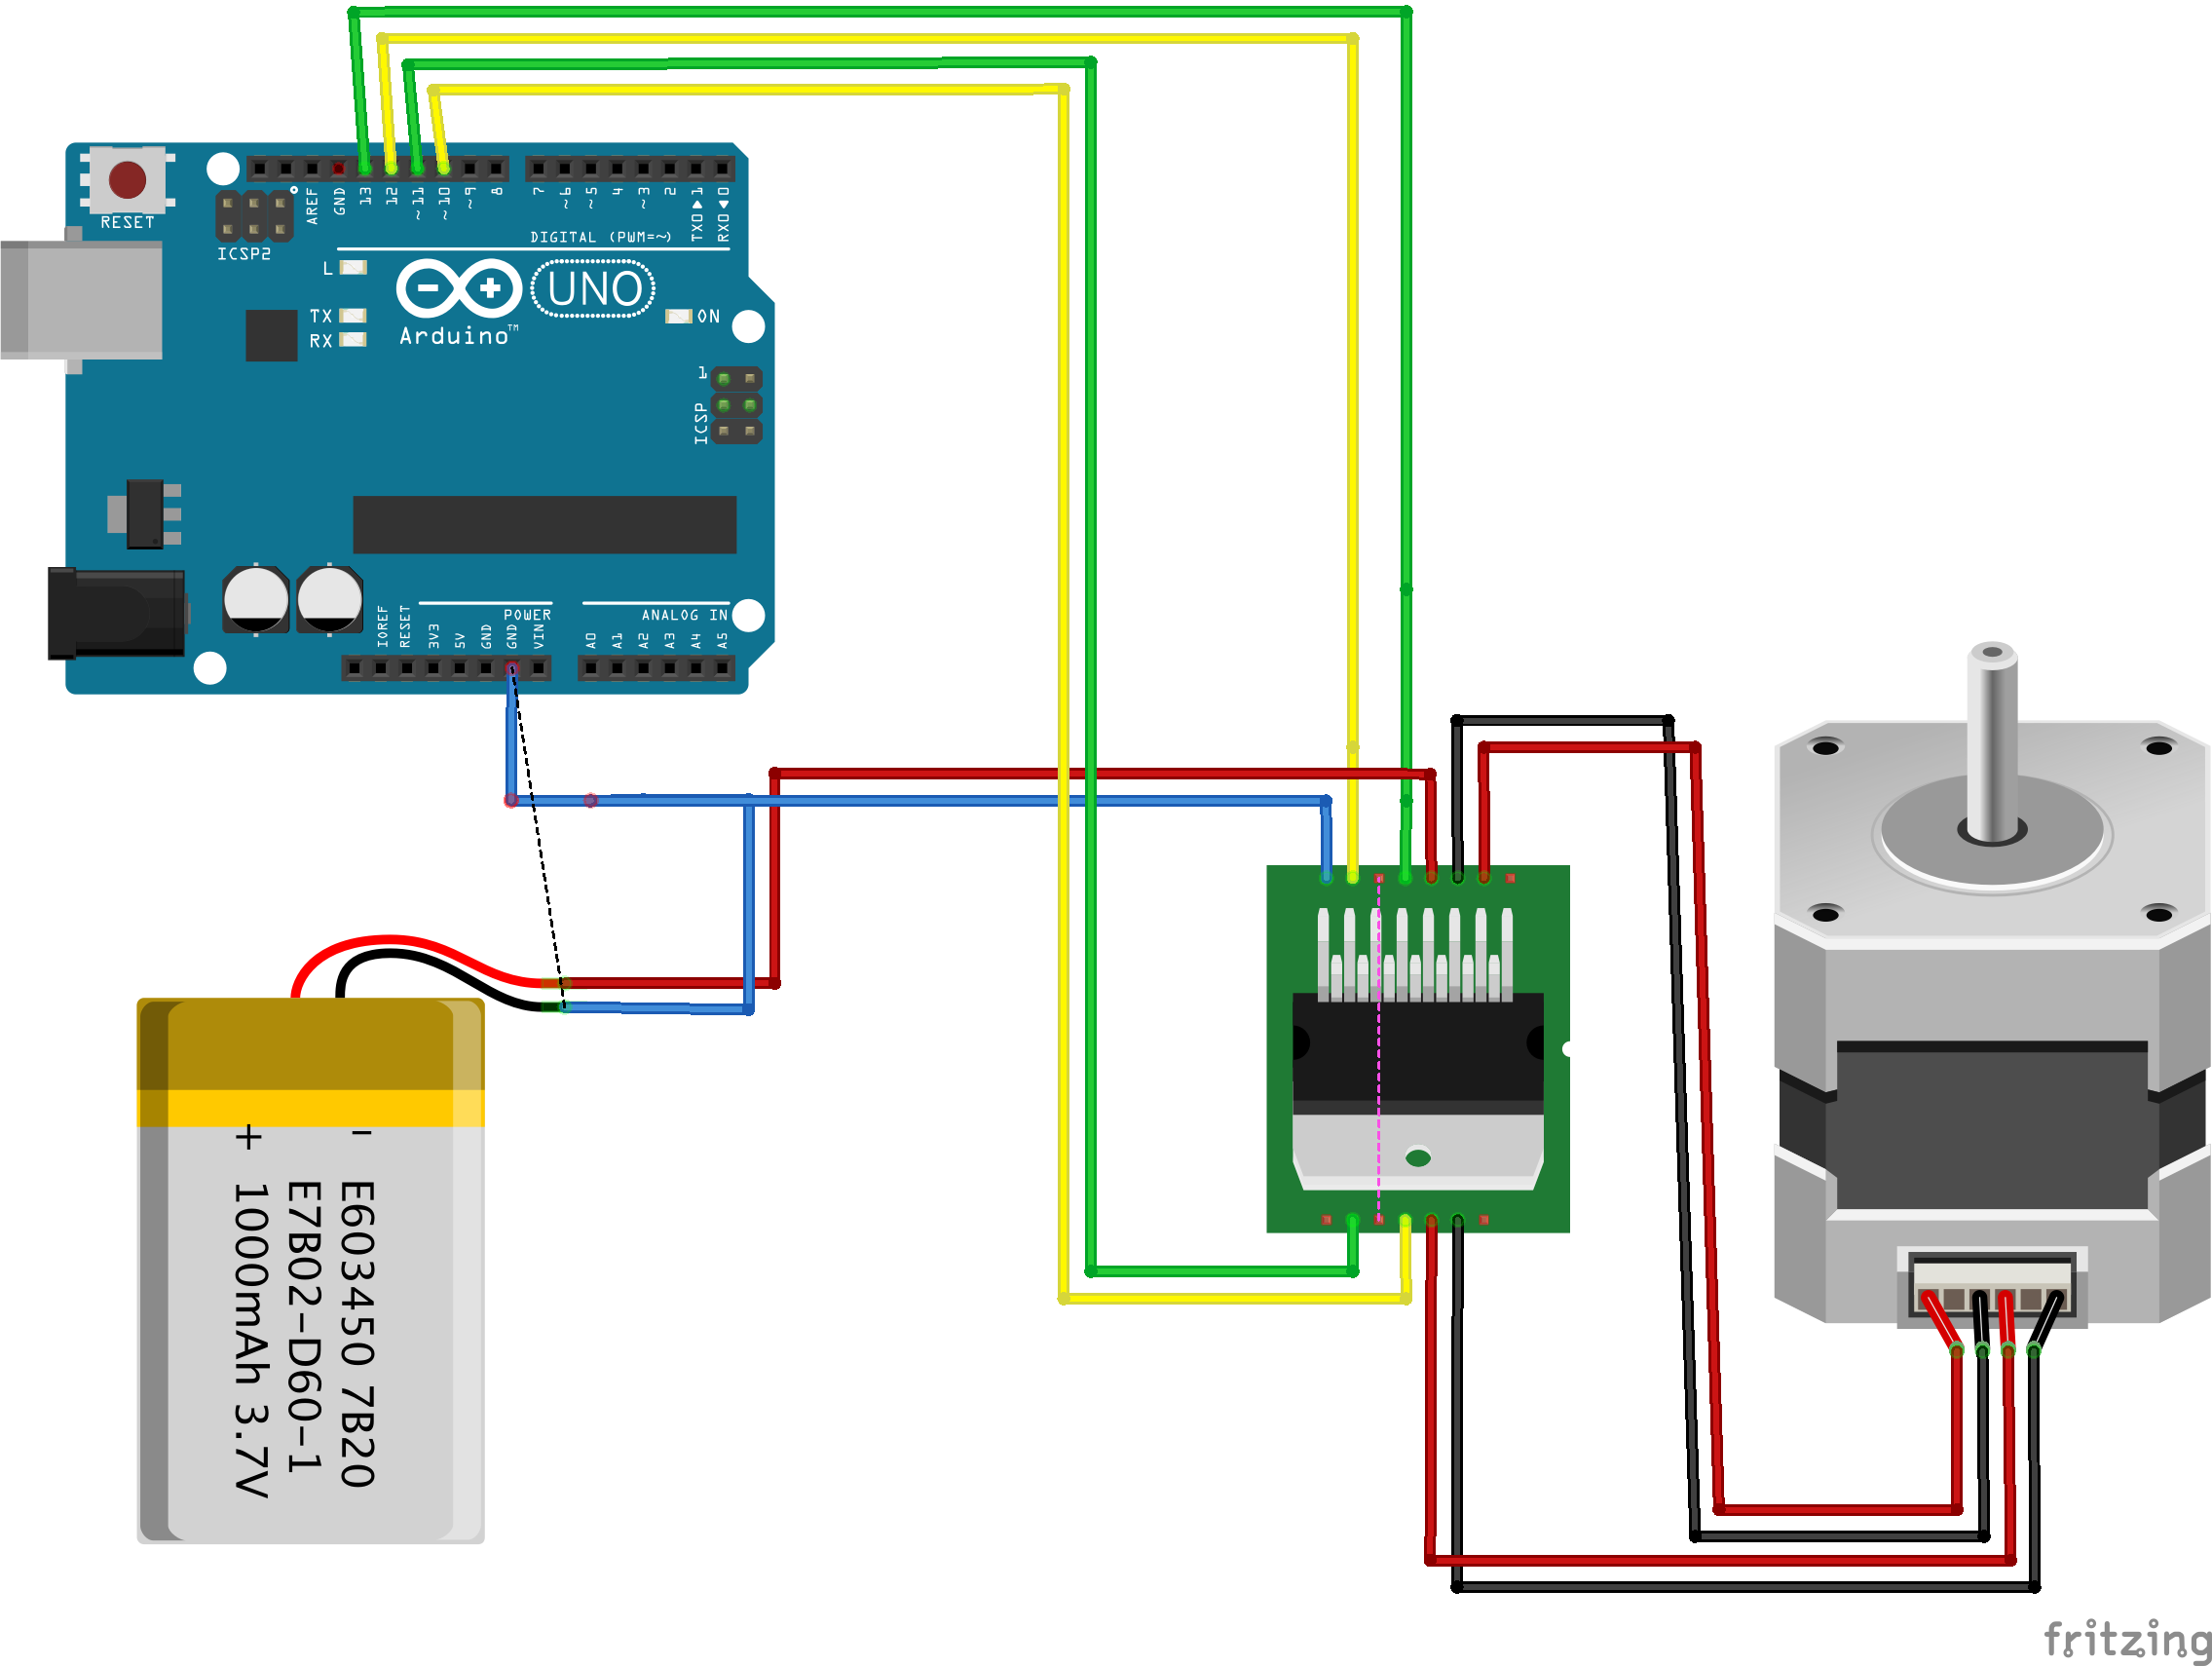 RESET
ICSP2
AREF
GND
13
12
~11
~10
~9
8
7
~6
~5
4
~3
2
TX0▶1
RX0◀0
DIGITAL (PWM=~)
L
TX
RX
Arduino™
UNO
ON
1
ICSP
POWER
ANALOG IN
IOREF
RESET
3V3
5V
GND
GND
VIN
A0
A1
A2
A3
A4
A5
- E603450 7B20
E7B02-D60-1
+ 1000mAh 3.7V
fritzing